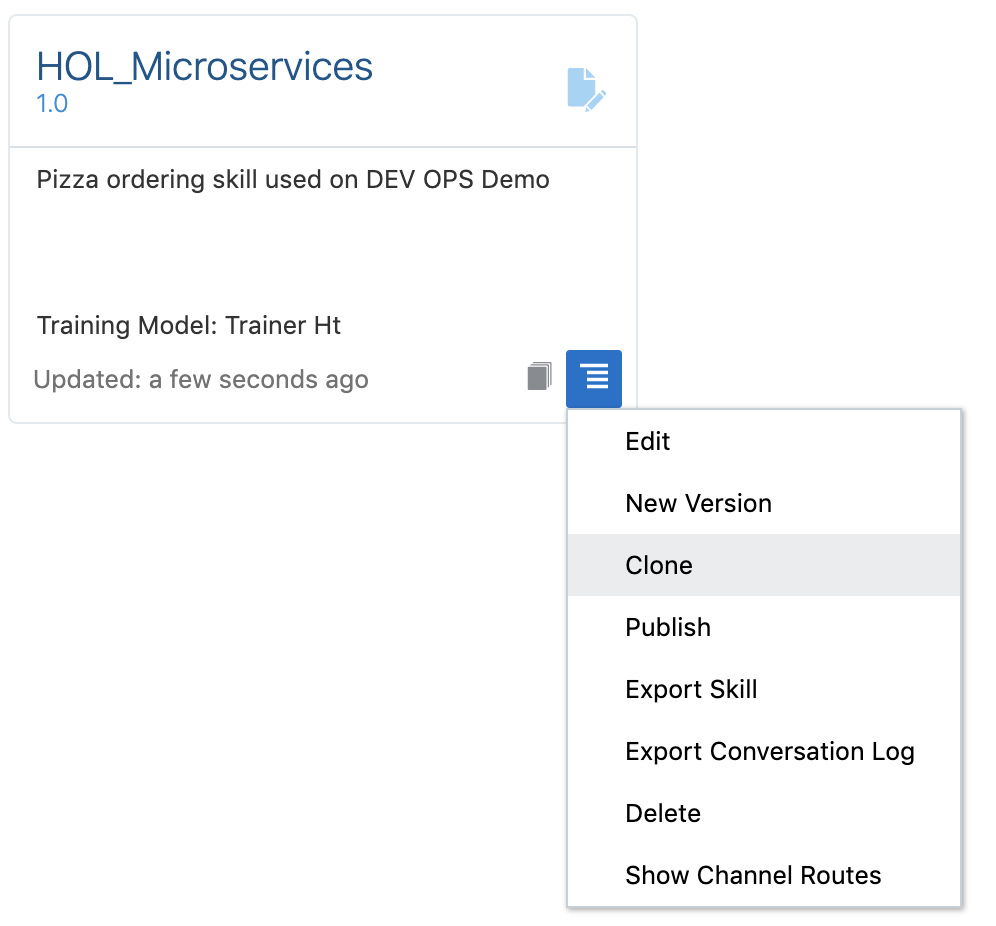 HOL_Microservices
1.0
Pizza ordering skill used on DEV OPS Demo
Training Model: Trainer Ht
Updated: a few seconds ago
Edit
New Version
Clone
Publish
Export Skill
Export Conversation Log
Delete
Show Channel Routes